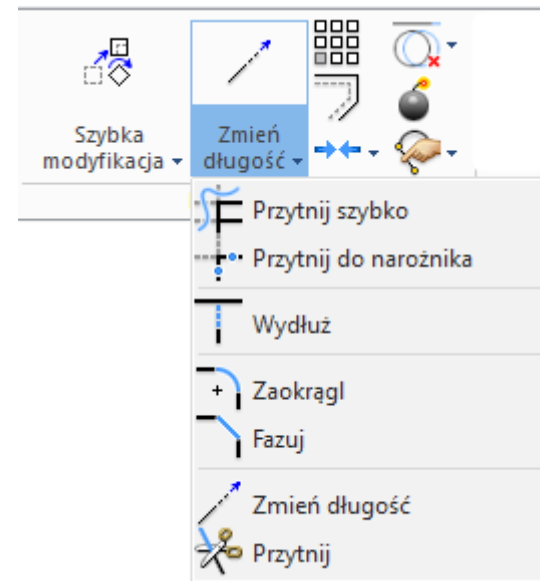 Szybka
modyfikacja
Zmień
długość
Przytnij szybko
Przytnij do narożnika
Wydłuż
Zaokrągl
Fazuj
Zmień długość
Przytnij